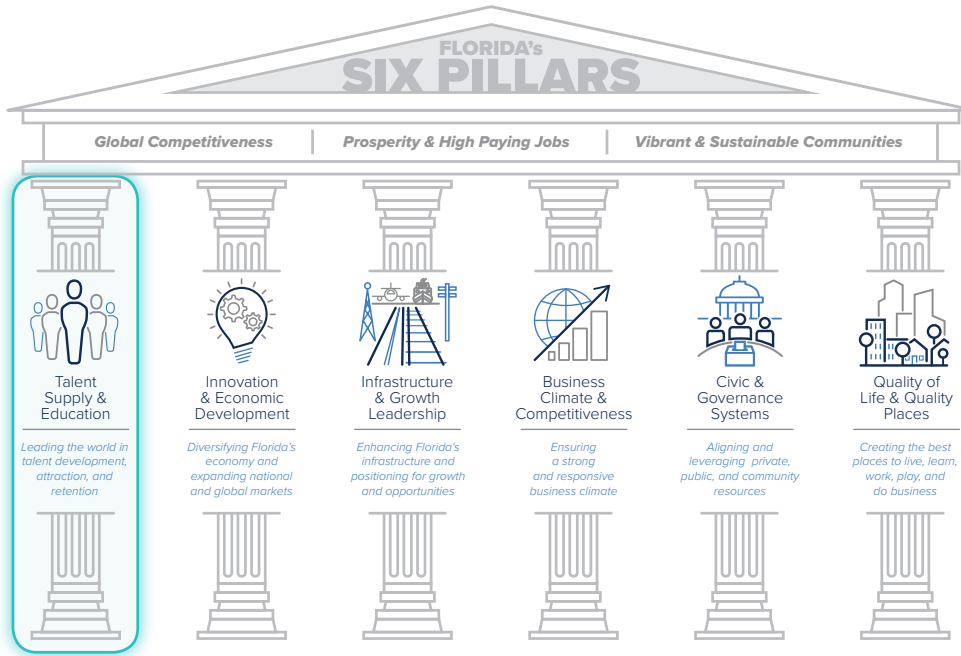 FLORIDA's
SIX PILLARS
Global Competitiveness | Prosperity & High Paying Jobs | Vibrant & Sustainable Communities
Talent
Supply &
Education
Leading the world in
talent development,
attraction, and
retention
Innovation
& Economic
Development
Diversifying Florida's
economy and
expanding national
and global markets
Infrastructure
& Growth
Leadership
Enhancing Florida's
infrastructure and
positioning for growth
and opportunities
Business
Climate &
Competitiveness
Ensuring
a strong
and responsive
business climate
Civic &
Governance
Systems
Aligning and
leveraging private,
public, and community
resources
Quality of
Life & Quality
Places
Creating the best
places to live, learn,
work, play, and
do business